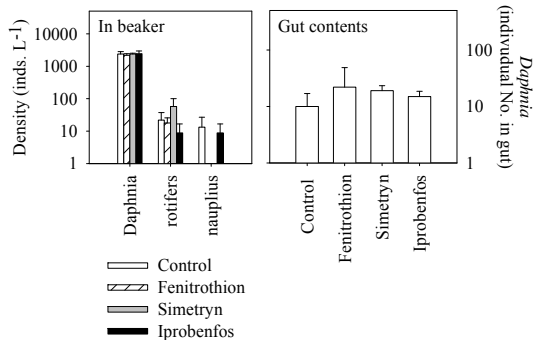 In beaker
Gut contents
Density (inds. L-1)
10000
1000
100
10
1
Daphnia
rotifers
nauplius
100
10
1
Daphnia
(indivudual No. in gut)
Control
Fenitrothion
Simetryn
Iprobenfos
Control
Fenitrothion
Simetryn
Iprobenfos